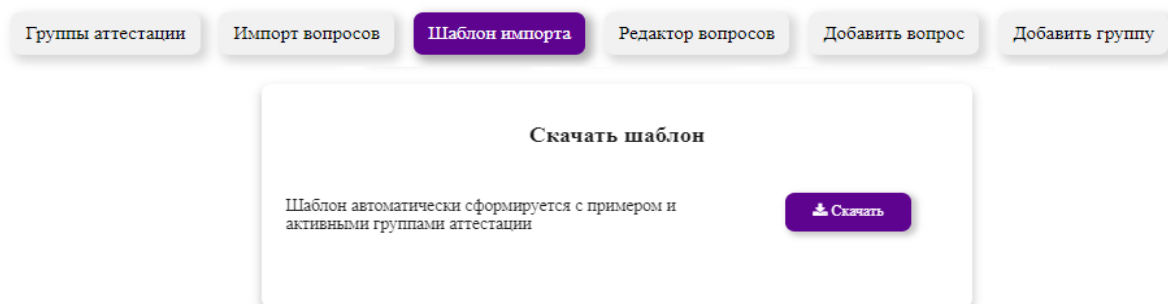 Группы аттестации Импорт вопросов Шаблон импорта Редактор вопросов Добавить вопрос Добавить группу
Скачать шаблон
Шаблон автоматически сформируется с примером и
активными группами аттестации
Скачать